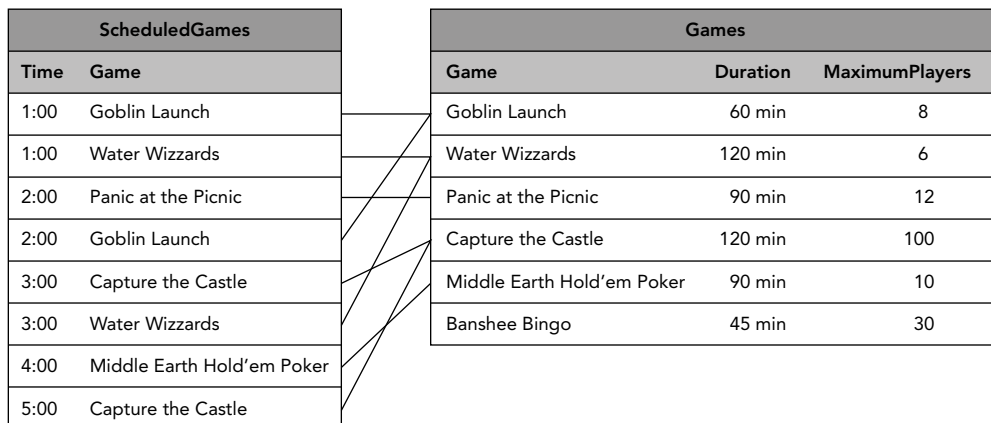 ScheduledGames
Time Game
1:00 Goblin Launch
1:00 Water Wizzards
2:00 Panic at the Picnic
2:00 Goblin Launch
3:00 Capture the Castle
3:00 Water Wizzards
4:00 Middle Earth Hold'em Poker
5:00 Capture the Castle
Games
Game Duration MaximumPlayers
Goblin Launch 60 min 8
Water Wizzards 120 min 6
Panic at the Picnic 90 min 12
Capture the Castle 120 min 100
Middle Earth Hold'em Poker 90 min 10
Banshee Bingo 45 min 30